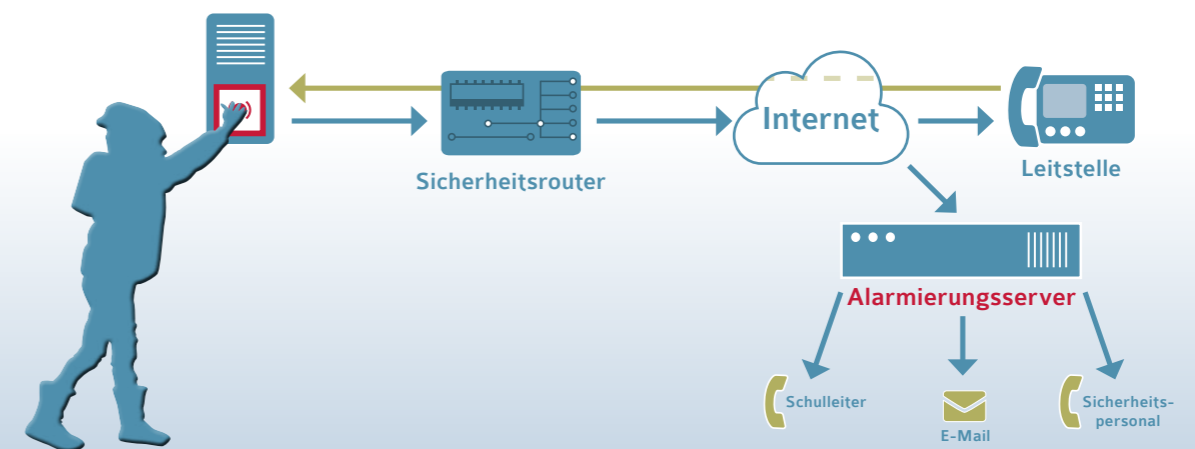 Internet
Sicherheitsrouter
Leitstelle
Alarmierungsserver
Schulleiter
E-Mail
Sicherheits-
personal